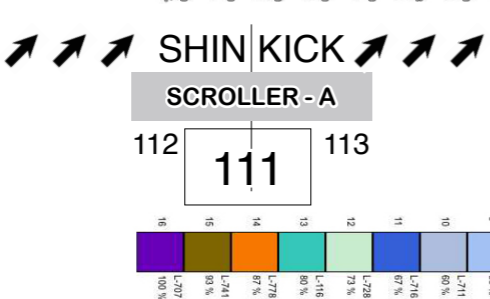 SHIN KICK
SCROLLER - A
112 111 113
16 15 14 13 12 11 10
L-707 L-741 L-778 L-116 L-728 L-716 L-711
100 % 93 % 87 % 80 % 73 % 67 % 60 %